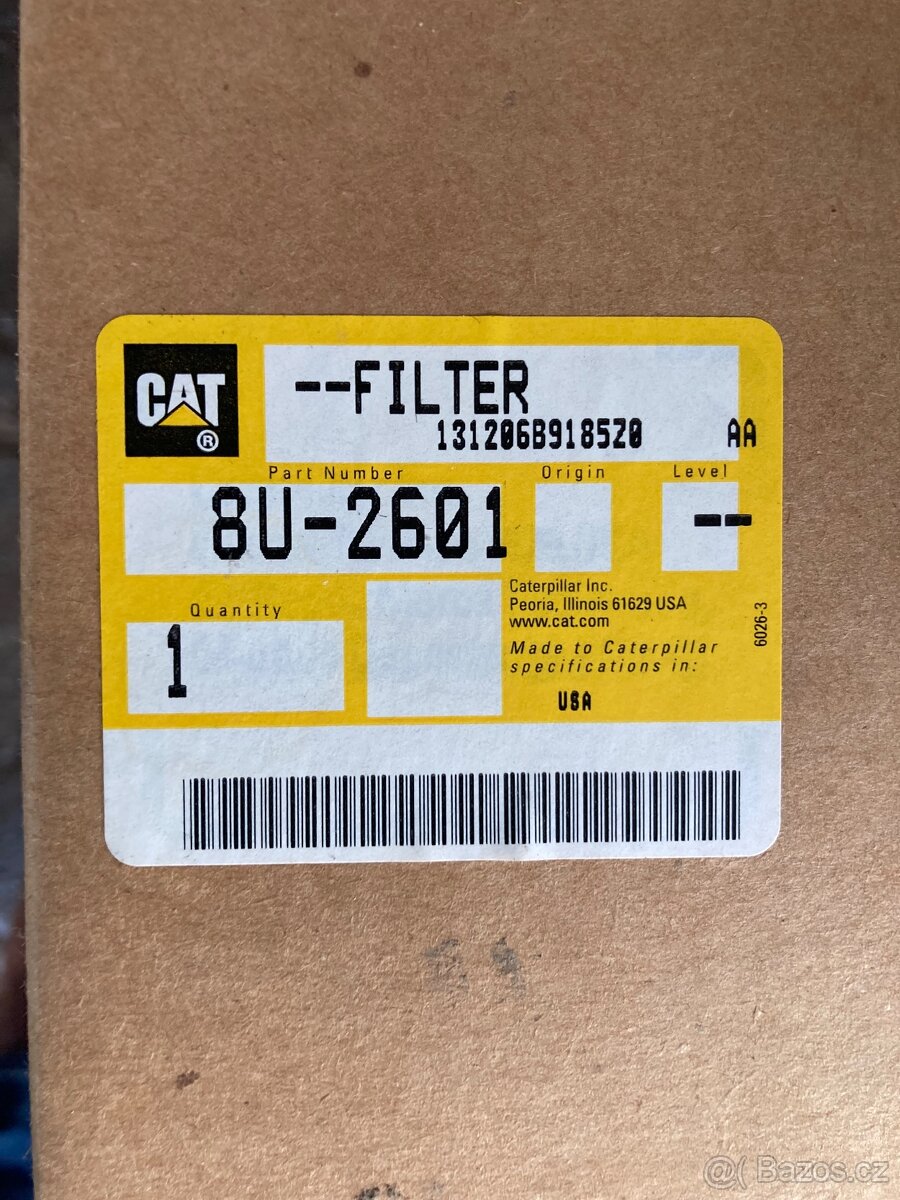 CAT
®
--FILTER
131206B918520 AA
Part Number Origin Level
8U-2601 --
Quantity
1
Caterpillar Inc.
Peoria, Illinois 61629 USA
www.cat.com
Made to Caterpillar
specifications in:
USA
6026-3
@( Bazos.cz